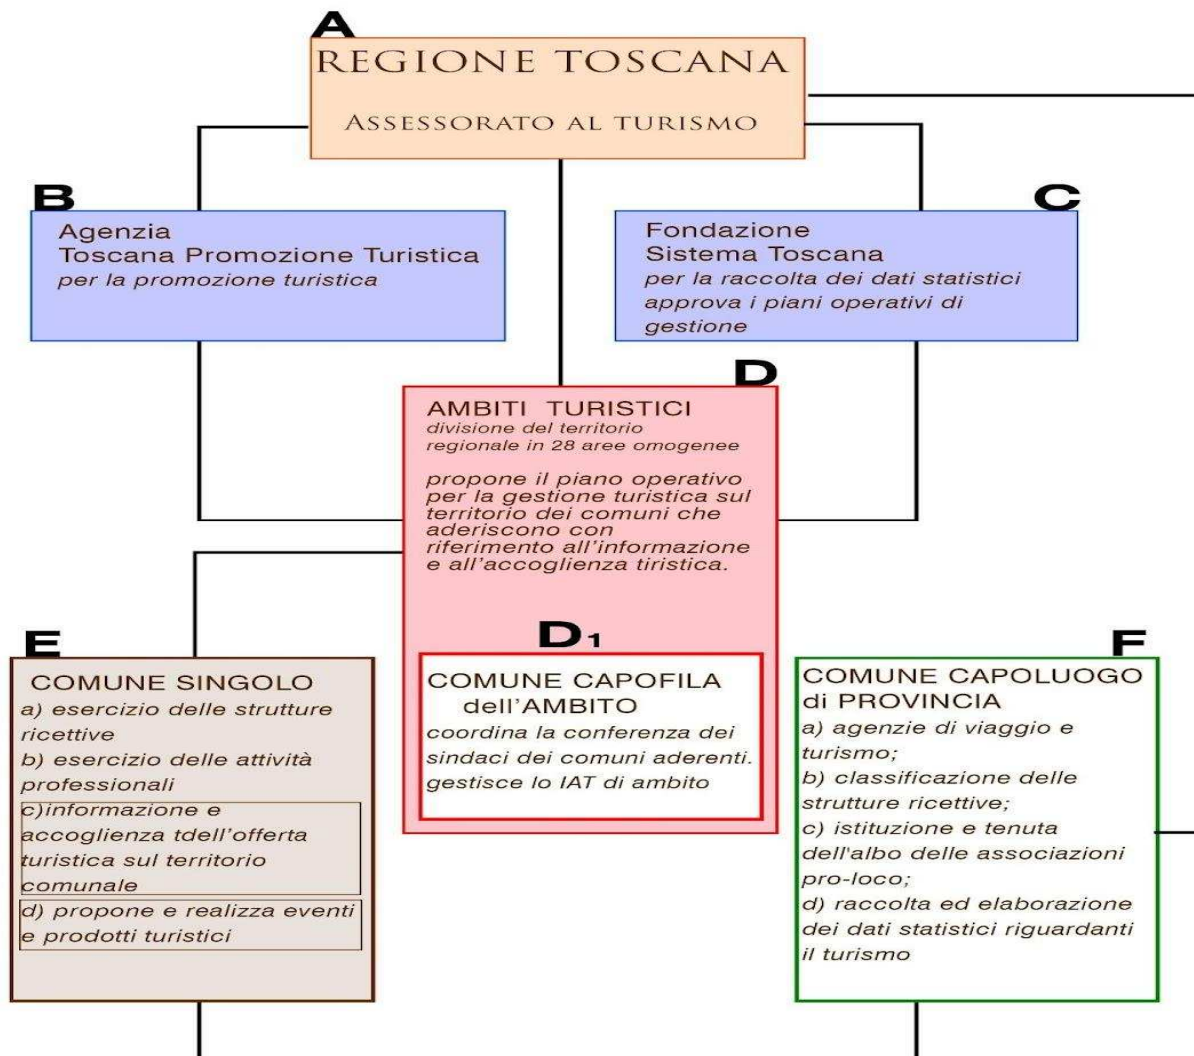 A
REGIONE TOSCANA
ASSESSORATO AL TURISMO
B
Agenzia
Toscana Promozione Turistica
per la promozione turistica
C
Fondazione
Sistema Toscana
per la raccolta dei dati statistici
approva i piani operativi di
gestione
D
AMBITI TURISTICI
divisione del territorio
regionale in 28 aree omogenee
propone il piano operativo
per la gestione turistica sul
territorio dei comuni che
aderiscono con
riferimento all'informazione
e all'accoglienza tiristica.
D1
COMUNE CAPOFILA
dell'AMBITO
coordina la conferenza dei
sindaci dei comuni aderenti.
gestisce lo IAT di ambito
E
COMUNE SINGOLO
a) esercizio delle strutture
ricettive
b) esercizio delle attività
professionali
c)informazione e
accoglienza tdell'offerta
turistica sul territorio
comunale
d) propone e realizza eventi
e prodotti turistici
F
COMUNE CAPOLUOGO
di PROVINCIA
a) agenzie di viaggio e
turismo;
b) classificazione delle
strutture ricettive;
c) istituzione e tenuta
dell'albo delle associazioni
pro-loco;
d) raccolta ed elaborazione
dei dati statistici riguardanti
il turismo